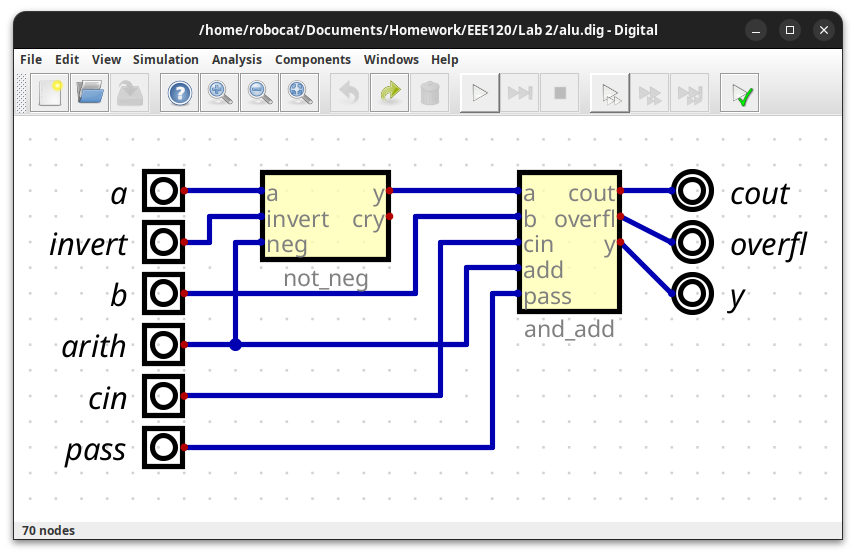 /home/robocat/Documents/Homework/EEE120/Lab 2/alu.dig - Digital
File Edit View Simulation Analysis Components Windows Help
a
invert
b
arith
cin
pass
a y
invert cry
neg
not_neg
a cout
b overfl
cin y
add
pass
and_add
cout
overfl
y
70 nodes